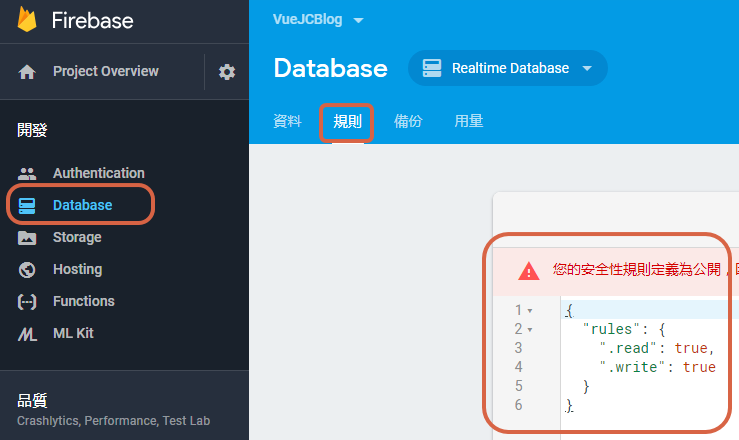 Firebase
Project Overview
開發
Authentication
Database
Storage
Hosting
Functions
ML Kit
品質
Crashlytics, Performance, Test Lab
VueJCBlog
Database
Realtime Database
資料
規則
備份
用量
您的安全性規則定義為公開，
1
{
2
"rules": {
3
".read": true,
4
".write": true
5
}
6
}